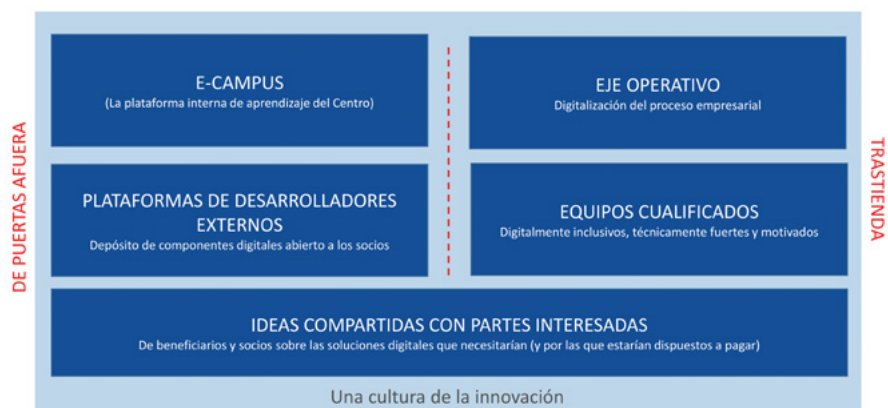 DE PUERTAS AFUERA
E-CAMPUS
(La plataforma interna de aprendizaje del Centro)
PLATAFORMAS DE DESARROLLADORES
EXTERNOS
Depósito de componentes digitales abierto a los socios
EJE OPERATIVO
Digitalización del proceso empresarial
EQUIPOS CUALIFICADOS
Digitalmente inclusivos, técnicamente fuertes y motivados
TRASTIENDA
IDEAS COMPARTIDAS CON PARTES INTERESADAS
De beneficiarios y socios sobre las soluciones digitales que necesitarían (y por las que estarían dispuestos a pagar)
Una cultura de la innovación